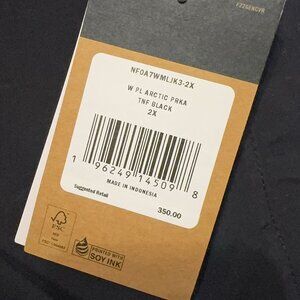 FZ2GENCVR
NF0A7WMLJK3-2X
W PL ARCTIC PRKA
TNF BLACK
2X
1 96249 14509 8
MADE IN INDONESIA
Suggested Retail
350.00
FSC
PRINTED WITH
SOY INK